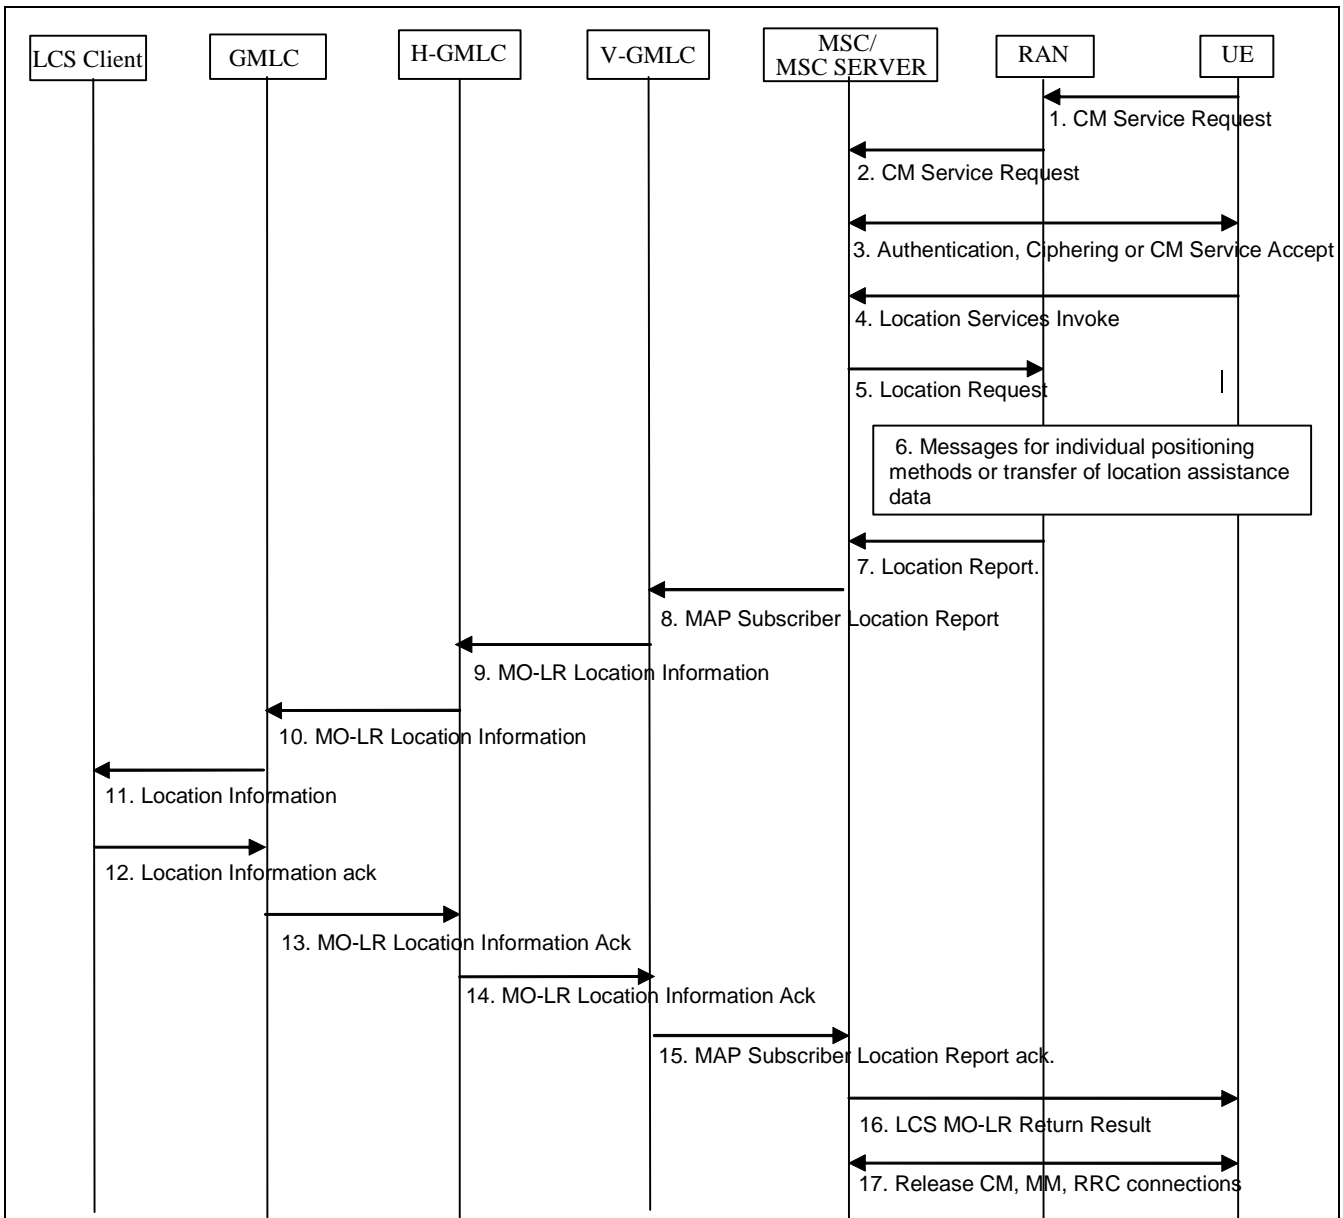 LCS Client
GMLC
H-GMLC
V-GMLC
MSC/
MSC SERVER
RAN
UE
1. CM Service Request
2. CM Service Request
3. Authentication, Ciphering or CM Service Accept
4. Location Services Invoke
5. Location Request
6. Messages for individual positioning
methods or transfer of location assistance
data
7. Location Report.
8. MAP Subscriber Location Report
9. MO-LR Location Information
10. MO-LR Location Information
11. Location Information
12. Location Information ack
13. MO-LR Location Information Ack
14. MO-LR Location Information Ack
15. MAP Subscriber Location Report ack.
16. LCS MO-LR Return Result
17. Release CM, MM, RRC connections